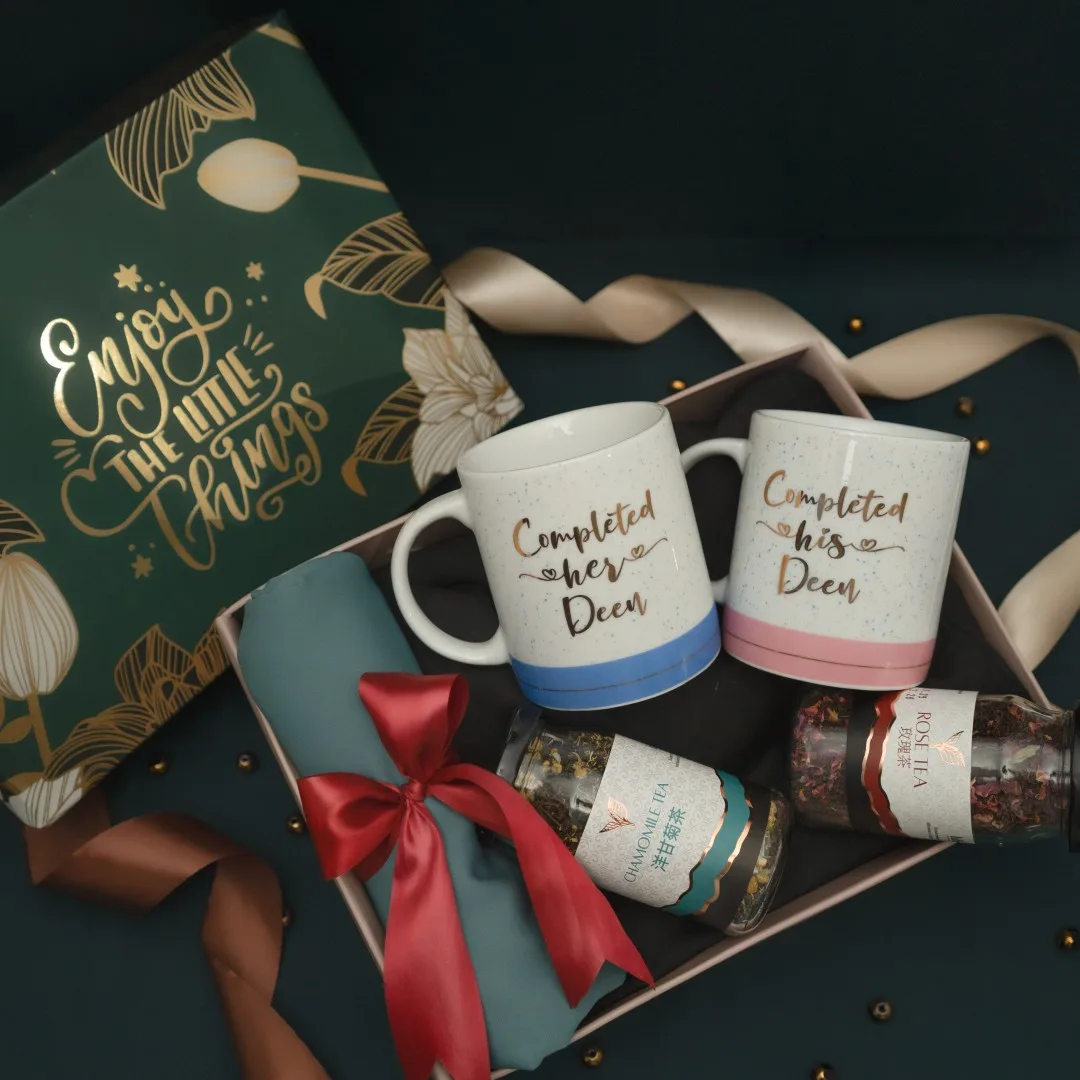 Enjoy
THE LITTLE
Things
Completed
her
Deen
Completed
his
Deen
CHAMOMILE TEA
洋甘菊茶
ROSE TEA
玫瑰茶